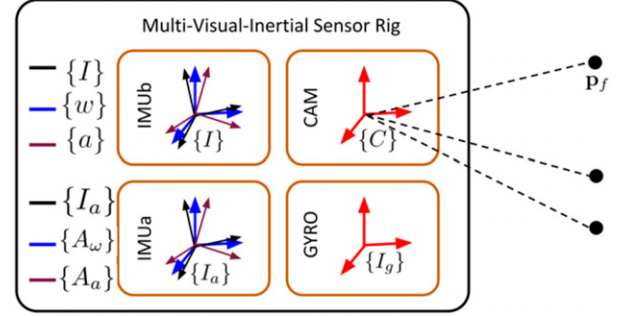 Multi-Visual-Inertial Sensor Rig
{I}
{w}
{a}
IMUb
{I}
CAM
{C}
p_f
{I_a}
{A_ω}
{A_a}
IMUa
{I_a}
GYRO
{I_g}